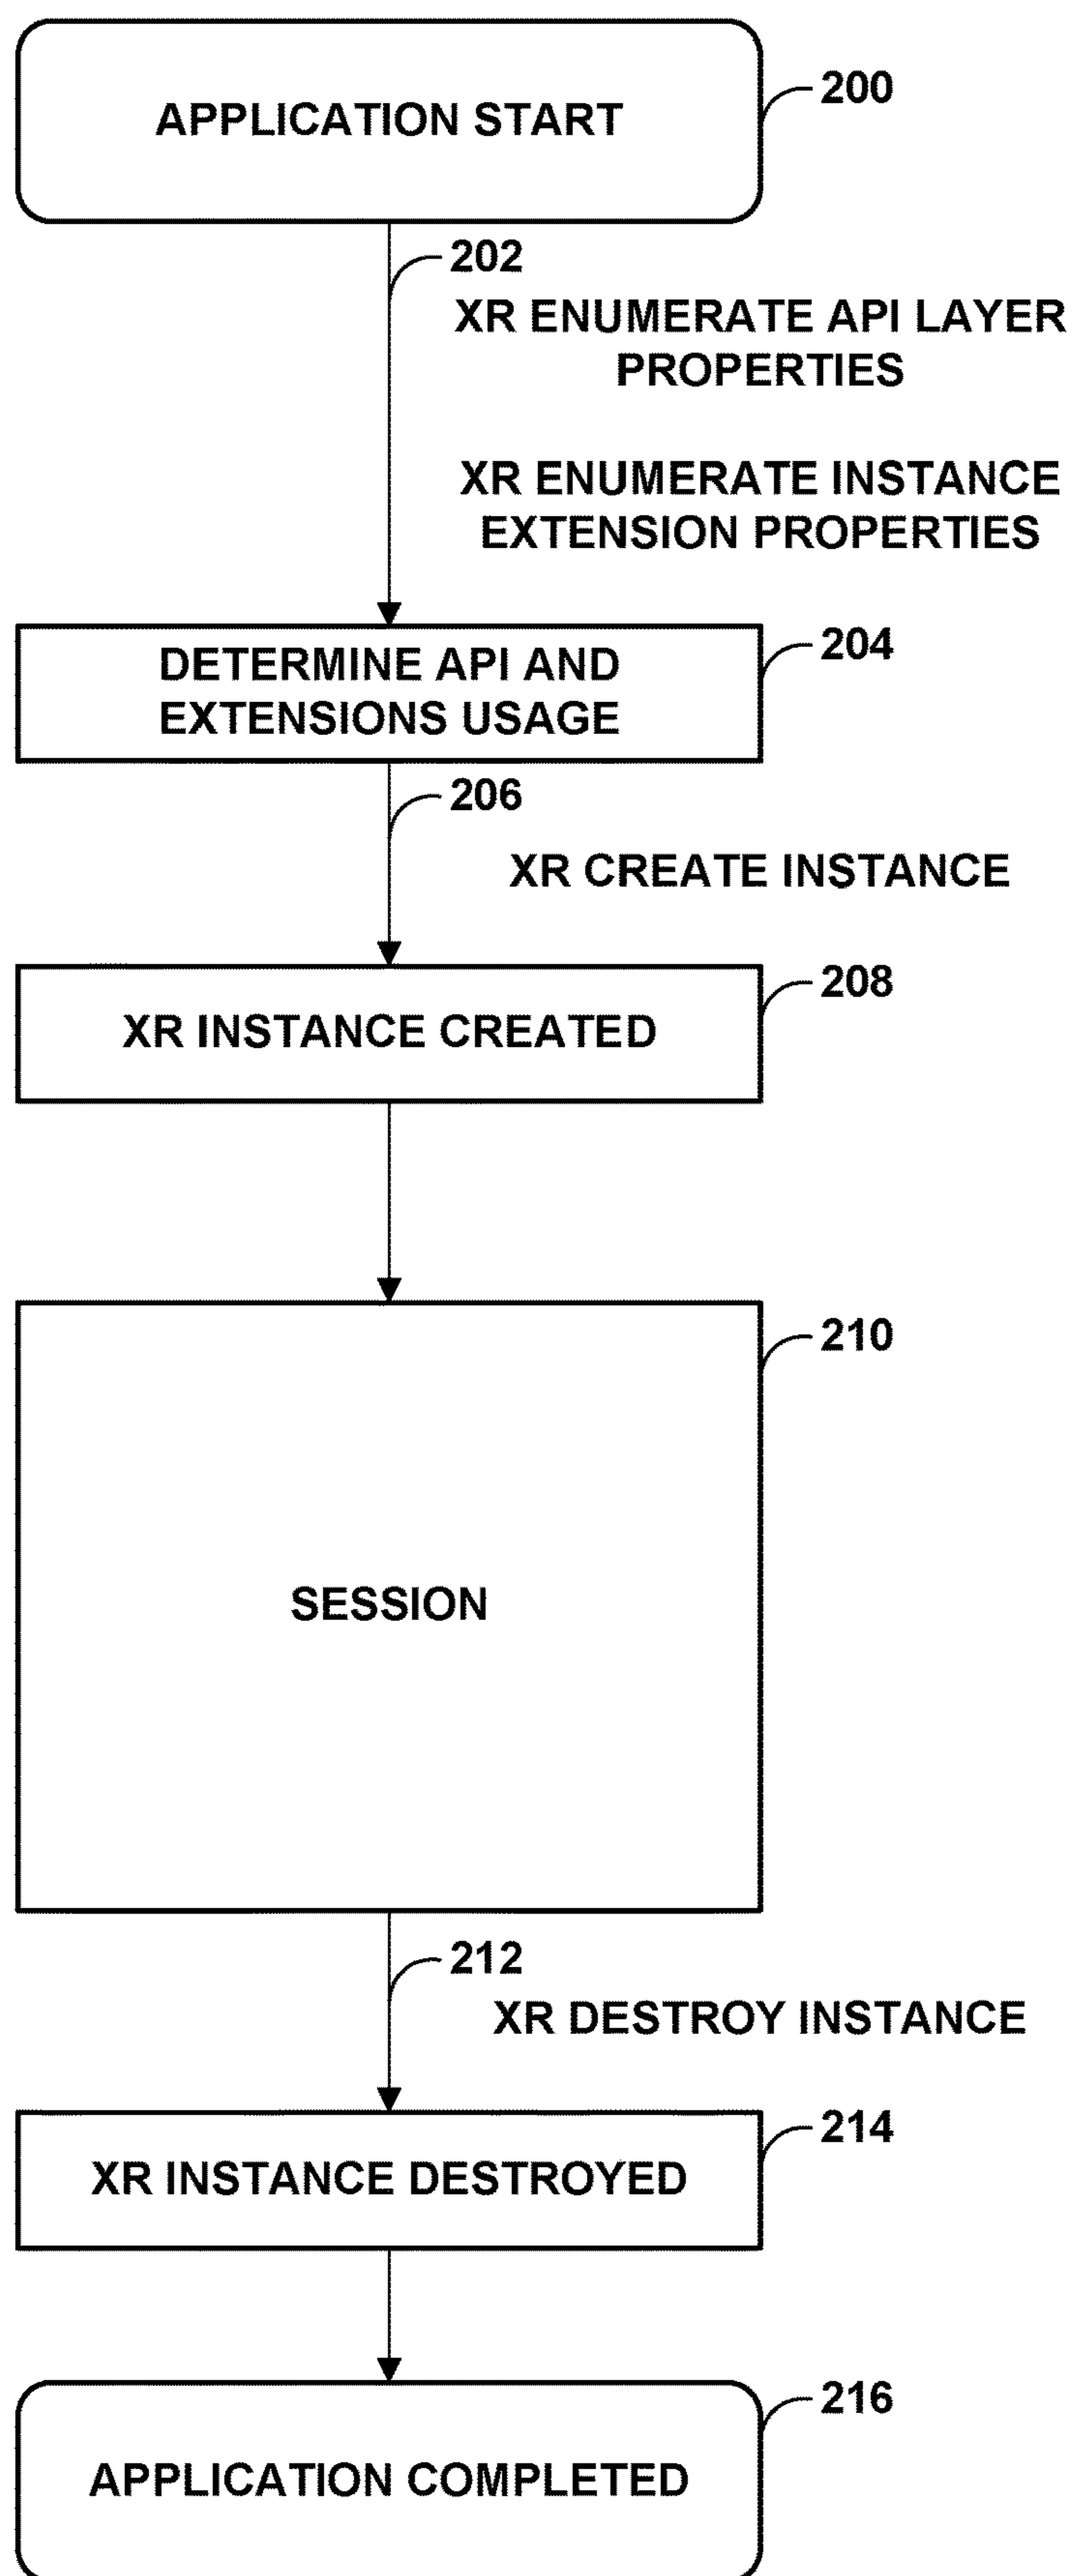 APPLICATION START
200
202
XR ENUMERATE API LAYER
PROPERTIES
XR ENUMERATE INSTANCE
EXTENSION PROPERTIES
DETERMINE API AND
EXTENSIONS USAGE
204
206
XR CREATE INSTANCE
XR INSTANCE CREATED
208
SESSION
210
212
XR DESTROY INSTANCE
XR INSTANCE DESTROYED
214
APPLICATION COMPLETED
216